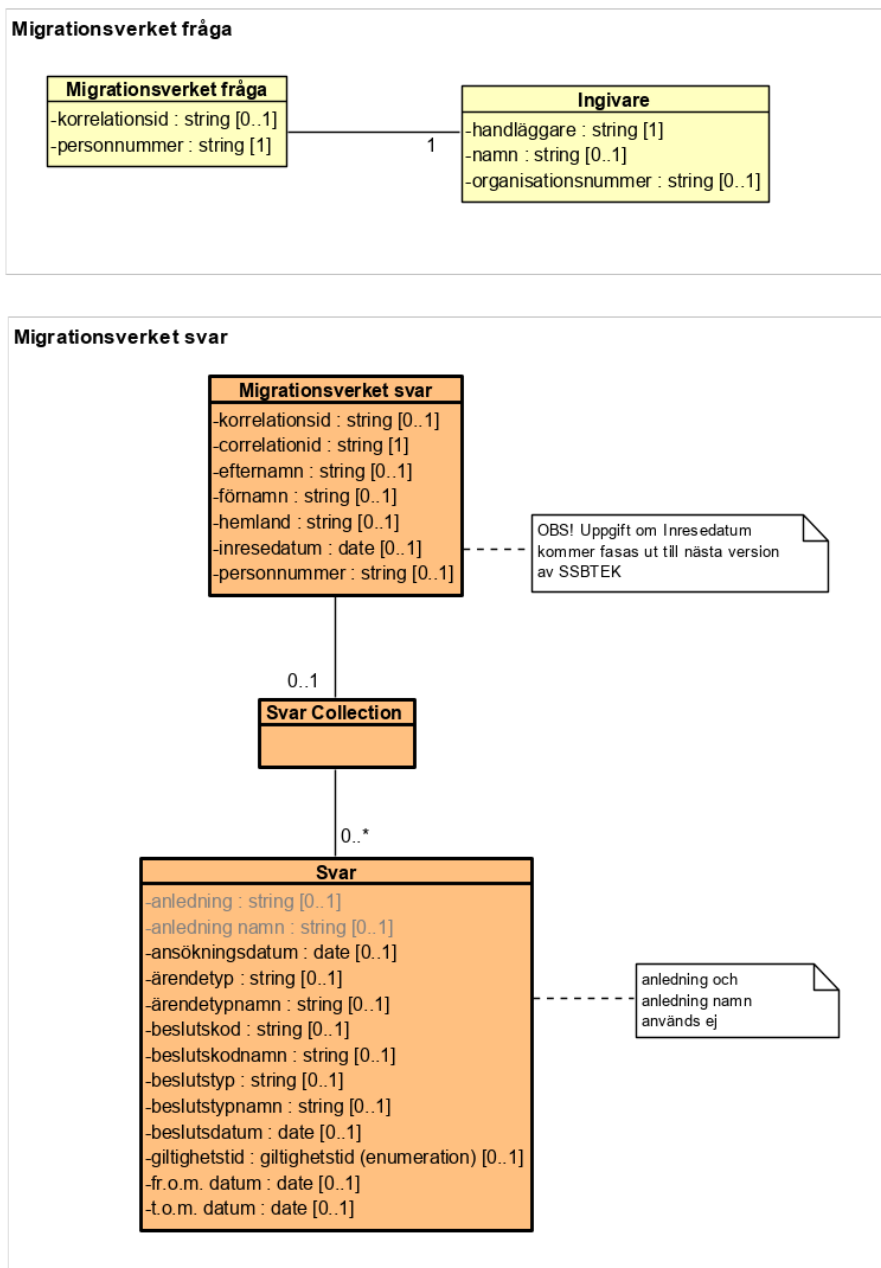 Migrationsverket fråga
Migrationsverket fråga
-korrelationsid : string [0..1]
-personnummer : string [1]
1
Ingivare
-handläggare : string [1]
-namn : string [0..1]
-organisationsnummer : string [0..1]
Migrationsverket svar
Migrationsverket svar
-korrelationsid : string [0..1]
-correlationid : string [1]
-efternamn : string [0..1]
-förnamn : string [0..1]
-hemland : string [0..1]
-inresedatum : date [0..1]
-personnummer : string [0..1]
OBS! Uppgift om Inresedatum
kommer fasas ut till nästa version
av SSBTEK
0..1
Svar Collection
0..*
Svar
-anledning : string [0..1]
-anledning namn : string [0..1]
-ansökningsdatum : date [0..1]
-ärendetyp : string [0..1]
-ärendetypnamn : string [0..1]
-beslutskod : string [0..1]
-beslutskodnamn : string [0..1]
-beslutstyp : string [0..1]
-beslutstypnamn : string [0..1]
-beslutsdatum : date [0..1]
-giltighetstid : giltighetstid (enumeration) [0..1]
-fr.o.m. datum : date [0..1]
-t.o.m. datum : date [0..1]
anledning och
anledning namn
används ej